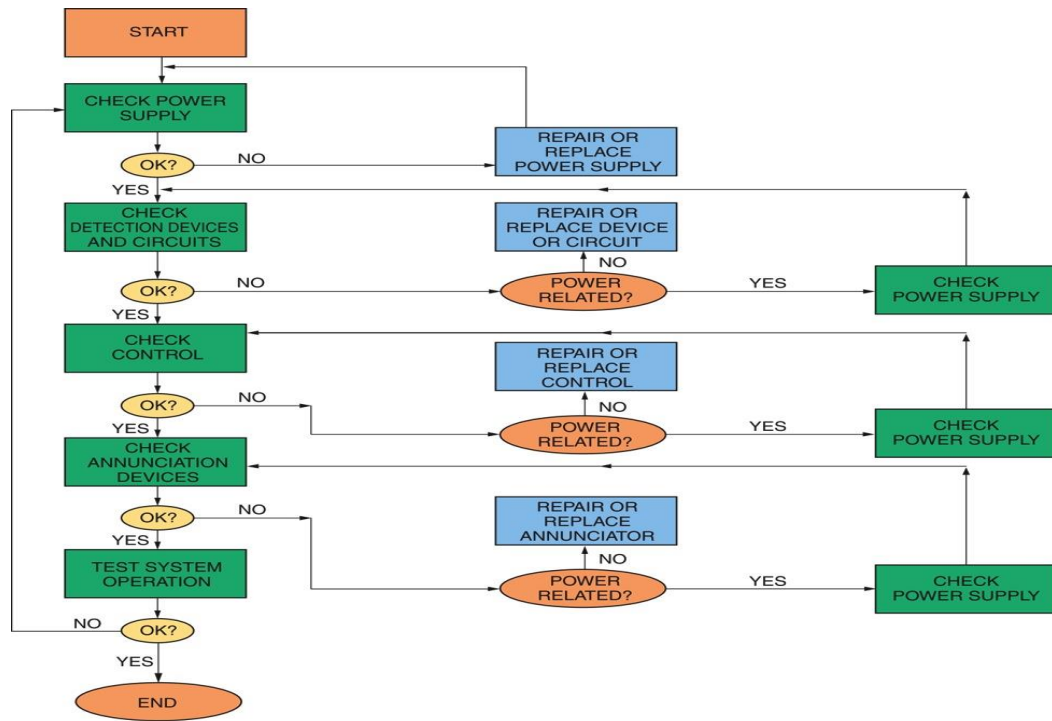 START
CHECK POWER
SUPPLY
OK?
NO
REPAIR OR
REPLACE
POWER SUPPLY
YES
CHECK
DETECTION DEVICES
AND CIRCUITS
REPAIR OR
REPLACE DEVICE
OR CIRCUIT
NO
OK?
NO
POWER
RELATED?
YES
CHECK
POWER SUPPLY
YES
CHECK
CONTROL
REPAIR OR
REPLACE
CONTROL
NO
OK?
NO
POWER
RELATED?
YES
CHECK
POWER SUPPLY
YES
CHECK
ANNUNCIATION
DEVICES
REPAIR OR
REPLACE
ANNUNCIATOR
OK?
NO
YES
NO
TEST SYSTEM
OPERATION
POWER
RELATED?
YES
CHECK
POWER SUPPLY
NO
OK?
YES
END